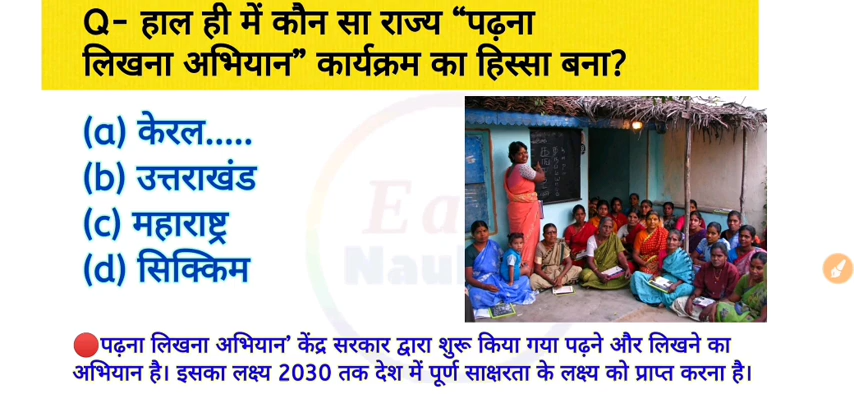 Q- हाल ही में कौन सा राज्य “पढ़ना
लिखना अभियान” कार्यक्रम का हिस्सा बना?
(a) केरल.....
(b) उत्तराखंड
(c) महाराष्ट्र
(d) सिक्किम
पढ़ना लिखना अभियान’ केंद्र सरकार द्वारा शुरू किया गया पढ़ने और लिखने का
अभियान है। इसका लक्ष्य 2030 तक देश में पूर्ण साक्षरता के लक्ष्य को प्राप्त करना है।